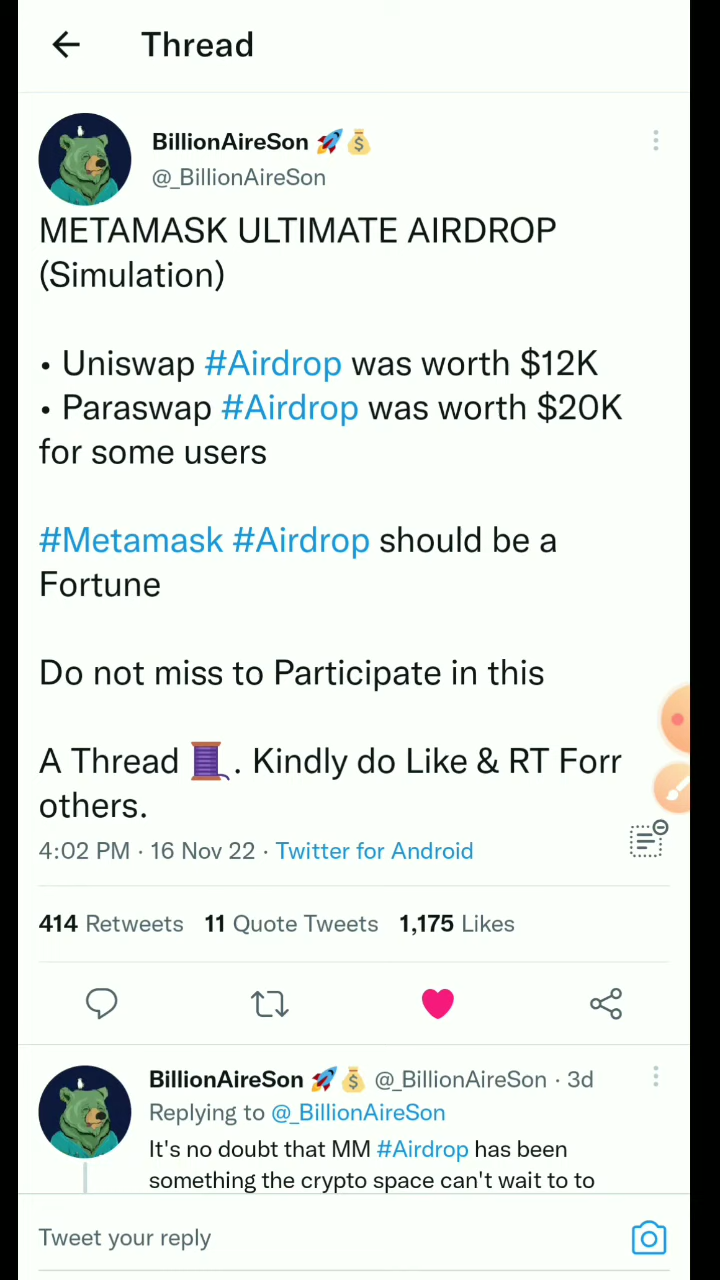 Thread
BillionAireSon 🚀💰
@_BillionAireSon
METAMASK ULTIMATE AIRDROP
(Simulation)
• Uniswap #Airdrop was worth $12K
• Paraswap #Airdrop was worth $20K
for some users
#Metamask #Airdrop should be a
Fortune
Do not miss to Participate in this
A Thread 🧵. Kindly do Like & RT Forr
others.
4:02 PM · 16 Nov 22 · Twitter for Android
414 Retweets 11 Quote Tweets 1,175 Likes
BillionAireSon 🚀💰 @_BillionAireSon · 3d
Replying to @_BillionAireSon
It's no doubt that MM #Airdrop has been
something the crypto space can't wait to to
Tweet your reply